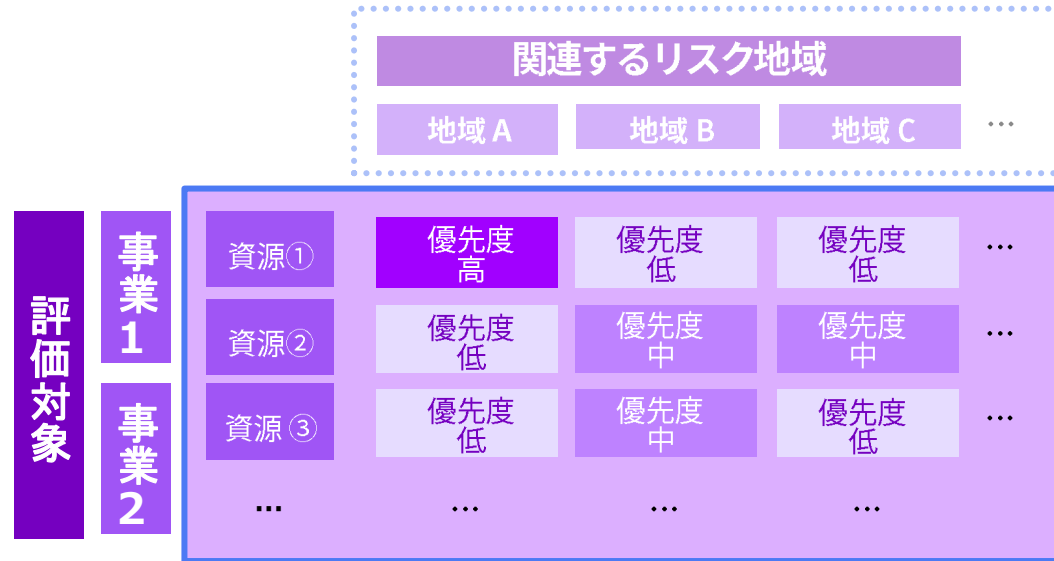 関連するリスク地域
地域 A
地域 B
地域 C
…
評価対象
事業1
資源①
優先度
高
優先度
低
優先度
低
…
資源②
優先度
低
優先度
中
優先度
中
…
事業2
資源 ③
優先度
低
優先度
中
優先度
低
…
…
…
…
…